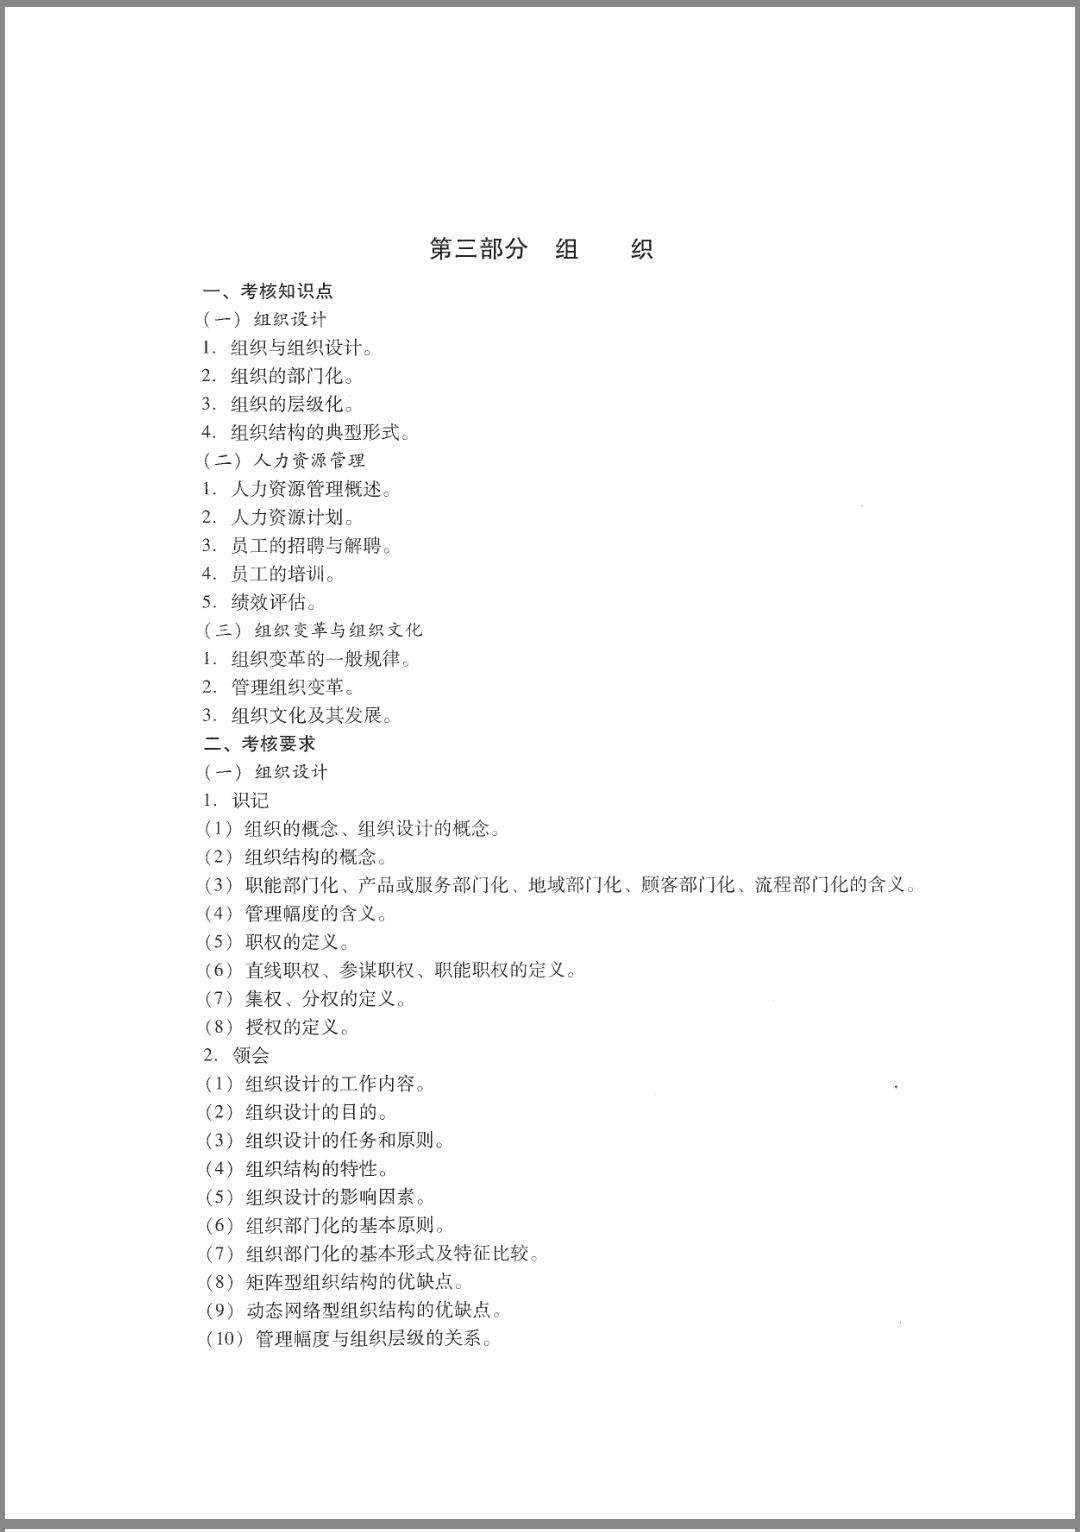 第三部分 组 织
一、考核知识点
(一) 组织设计
1. 组织与组织设计。
2. 组织的部门化。
3. 组织的层级化。
4. 组织结构的典型形式。
(二) 人力资源管理
1. 人力资源管理概述。
2. 人力资源计划。
3. 员工的招聘与解聘。
4. 员工的培训。
5. 绩效评估。
(三) 组织变革与组织文化
1. 组织变革的一般规律。
2. 管理组织变革。
3. 组织文化及其发展。
二、考核要求
(一) 组织设计
1. 识记
(1) 组织的概念、组织设计的概念。
(2) 组织结构的概念。
(3) 职能部门化、产品或服务部门化、地域部门化、顾客部门化、流程部门化的含义。
(4) 管理幅度的含义。
(5) 职权的定义。
(6) 直线职权、参谋职权、职能职权的定义。
(7) 集权、分权的定义。
(8) 授权的定义。
2. 领会
(1) 组织设计的工作内容。
(2) 组织设计的目的。
(3) 组织设计的任务和原则。
(4) 组织结构的特性。
(5) 组织设计的影响因素。
(6) 组织部门化的基本原则。
(7) 组织部门化的基本形式及特征比较。
(8) 矩阵型组织结构的优缺点。
(9) 动态网络型组织结构的优缺点。
(10) 管理幅度与组织层级的关系。